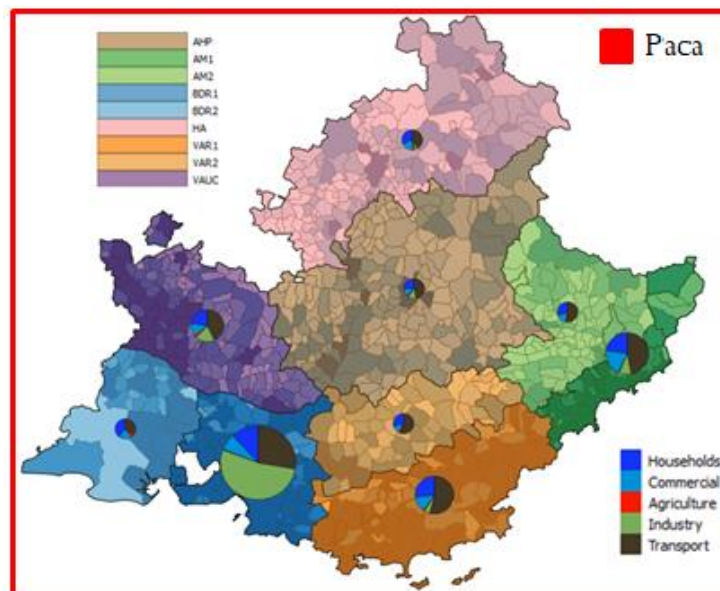 Paca
AHP
AM1
AM2
BDR1
BDR2
HA
VAR1
VAR2
VAUC
Households
Commercial
Agriculture
Industry
Transport